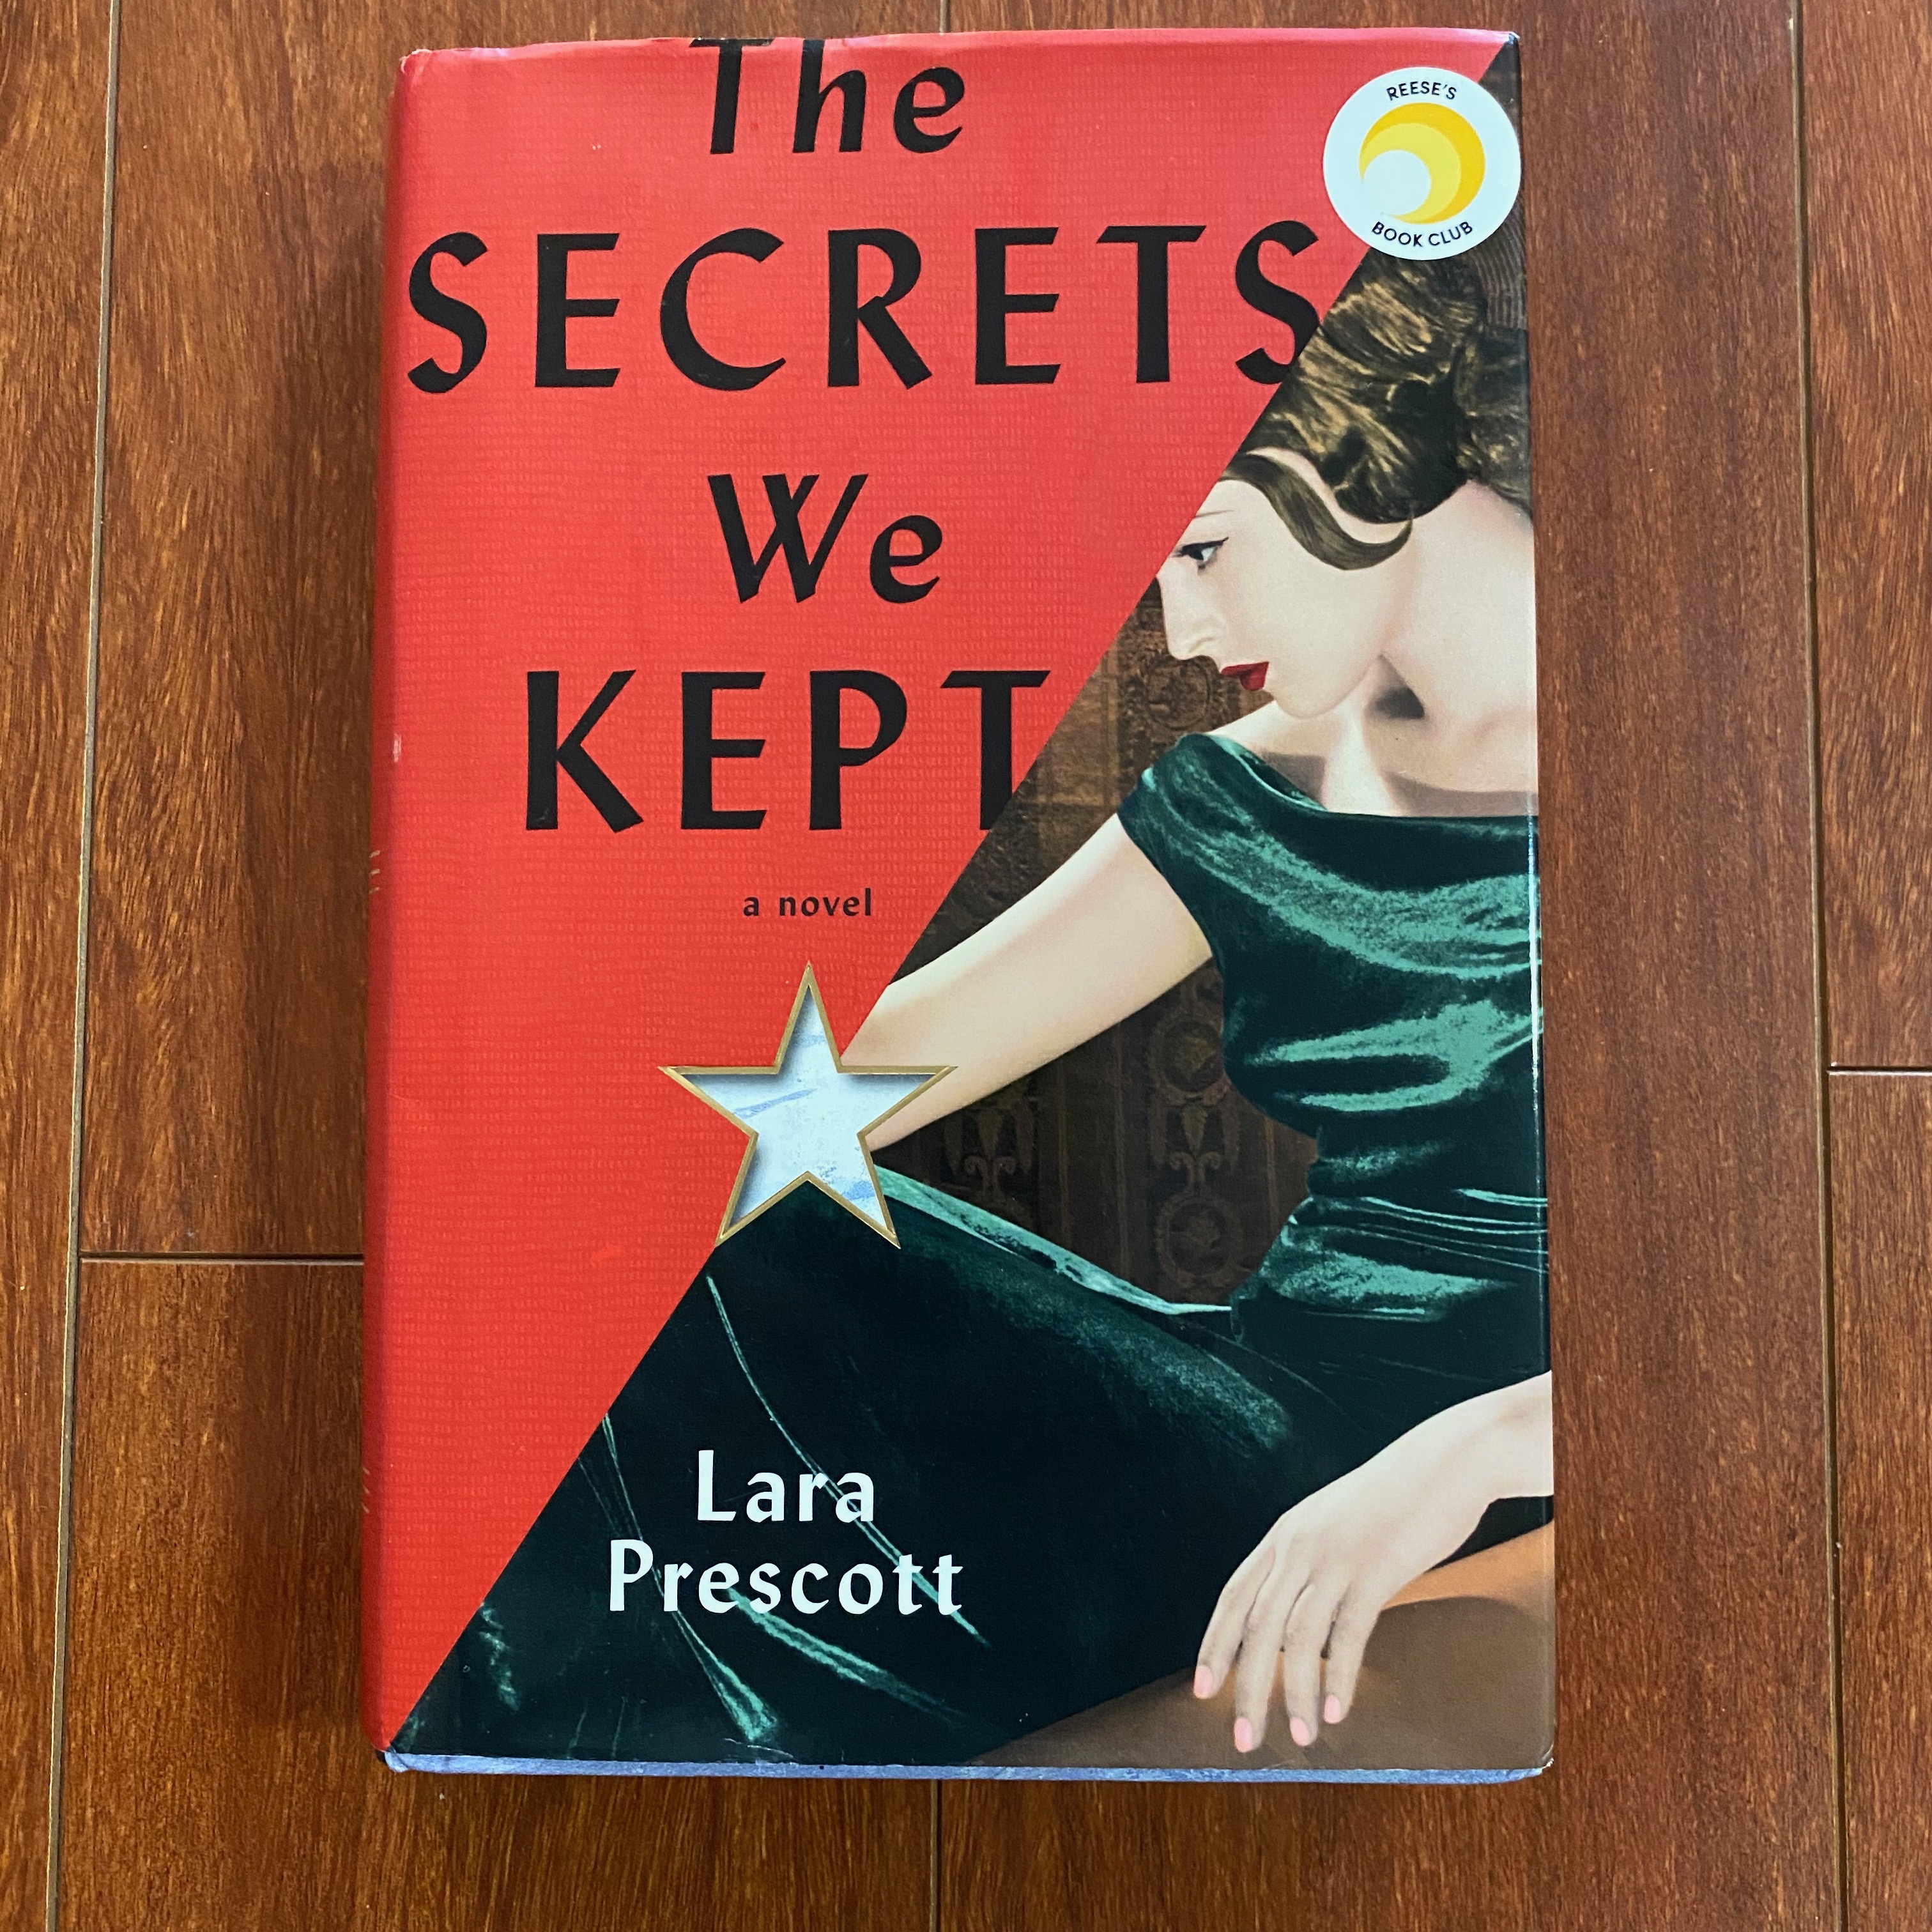 The
REESE'S
BOOK CLUB
SECRETS
We
KEPT
a novel
Lara
Prescott